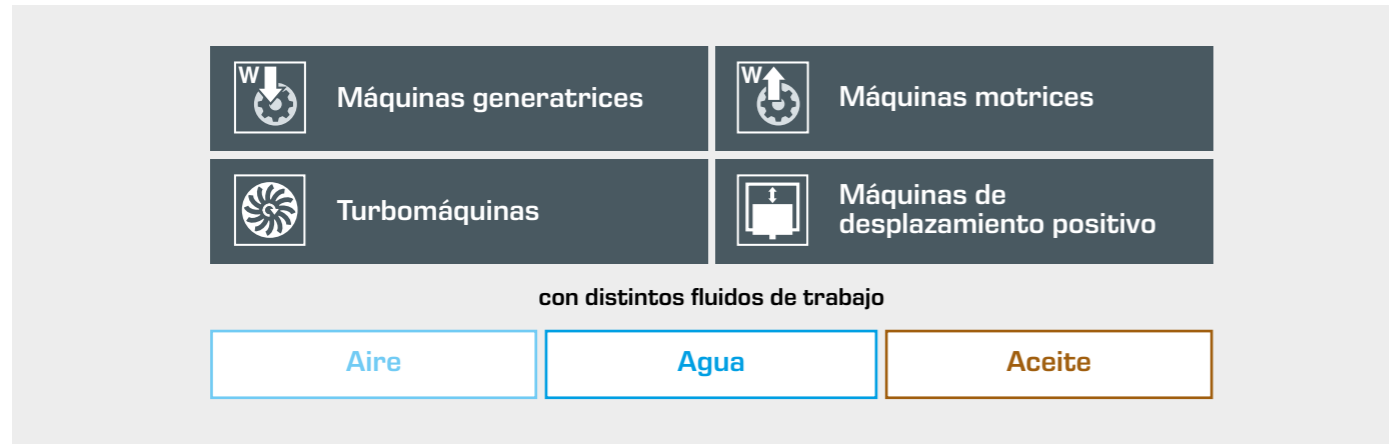 W
Máquinas generatrices
W
Máquinas motrices
Turbomáquinas
Máquinas de
desplazamiento positivo
con distintos fluidos de trabajo
Aire
Agua
Aceite